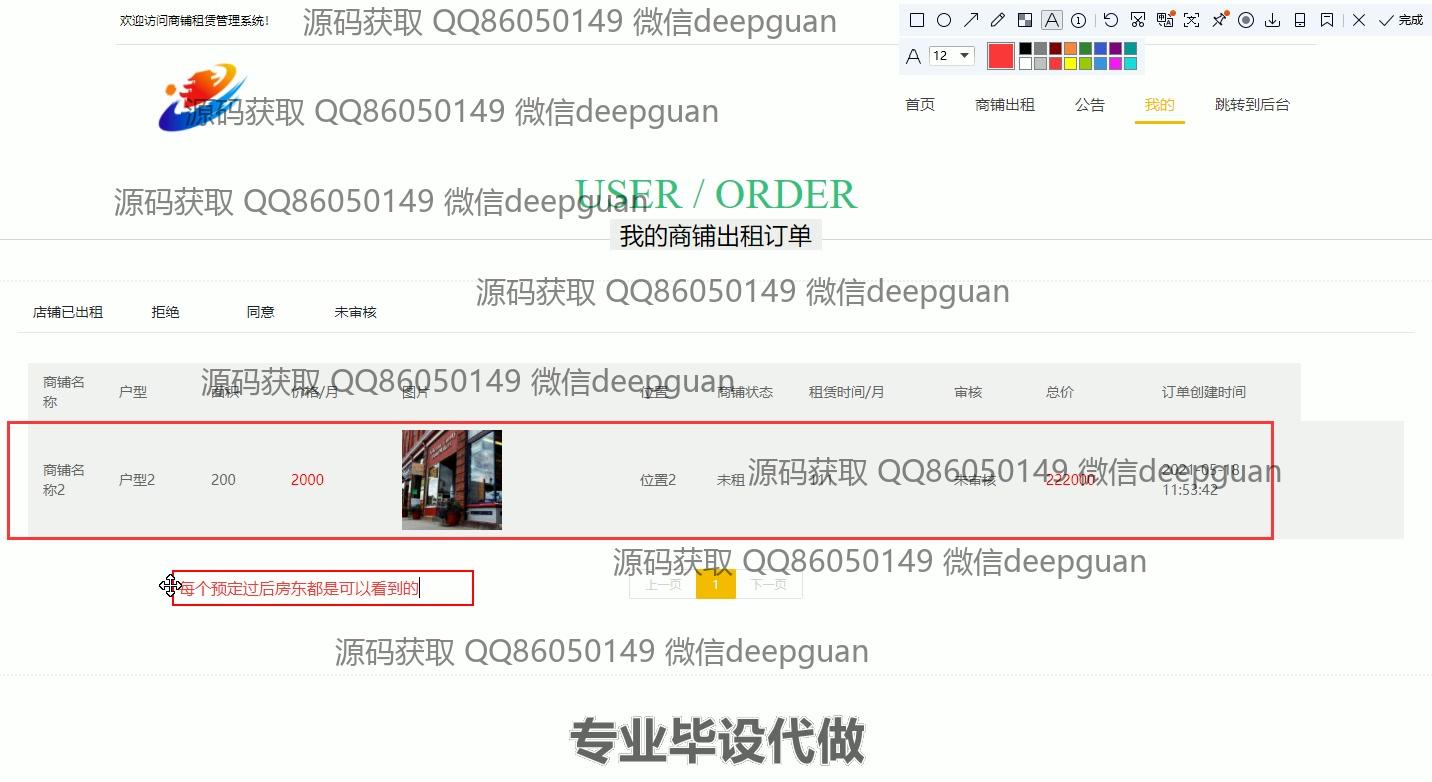 欢迎访问商铺租赁管理系统！
源码获取 QQ86050149 微信deepguan
12
完成
源码获取 QQ86050149 微信deepguan
首页 商铺出租 公告 我的 跳转到后台
源码获取 QQ86050149 微信deepguan
USER / ORDER
我的商铺出租订单
源码获取 QQ86050149 微信deepguan
店铺已出租 拒绝 同意 未审核
源码获取 QQ86050149 微信deepguan
商铺名称 户型 面积 价格/月 图片 位置 商铺状态 租赁时间/月 审核 总价 订单创建时间
商铺名称2 户型2 200 2000 位置2 未租 111 未审核 222000 2021-05-18 11:53:42
源码获取 QQ86050149 微信deepguan
源码获取 QQ86050149 微信deepguan
每个预定过后房东都是可以看到的
上一页 1 下一页
源码获取 QQ86050149 微信deepguan
专业毕设代做